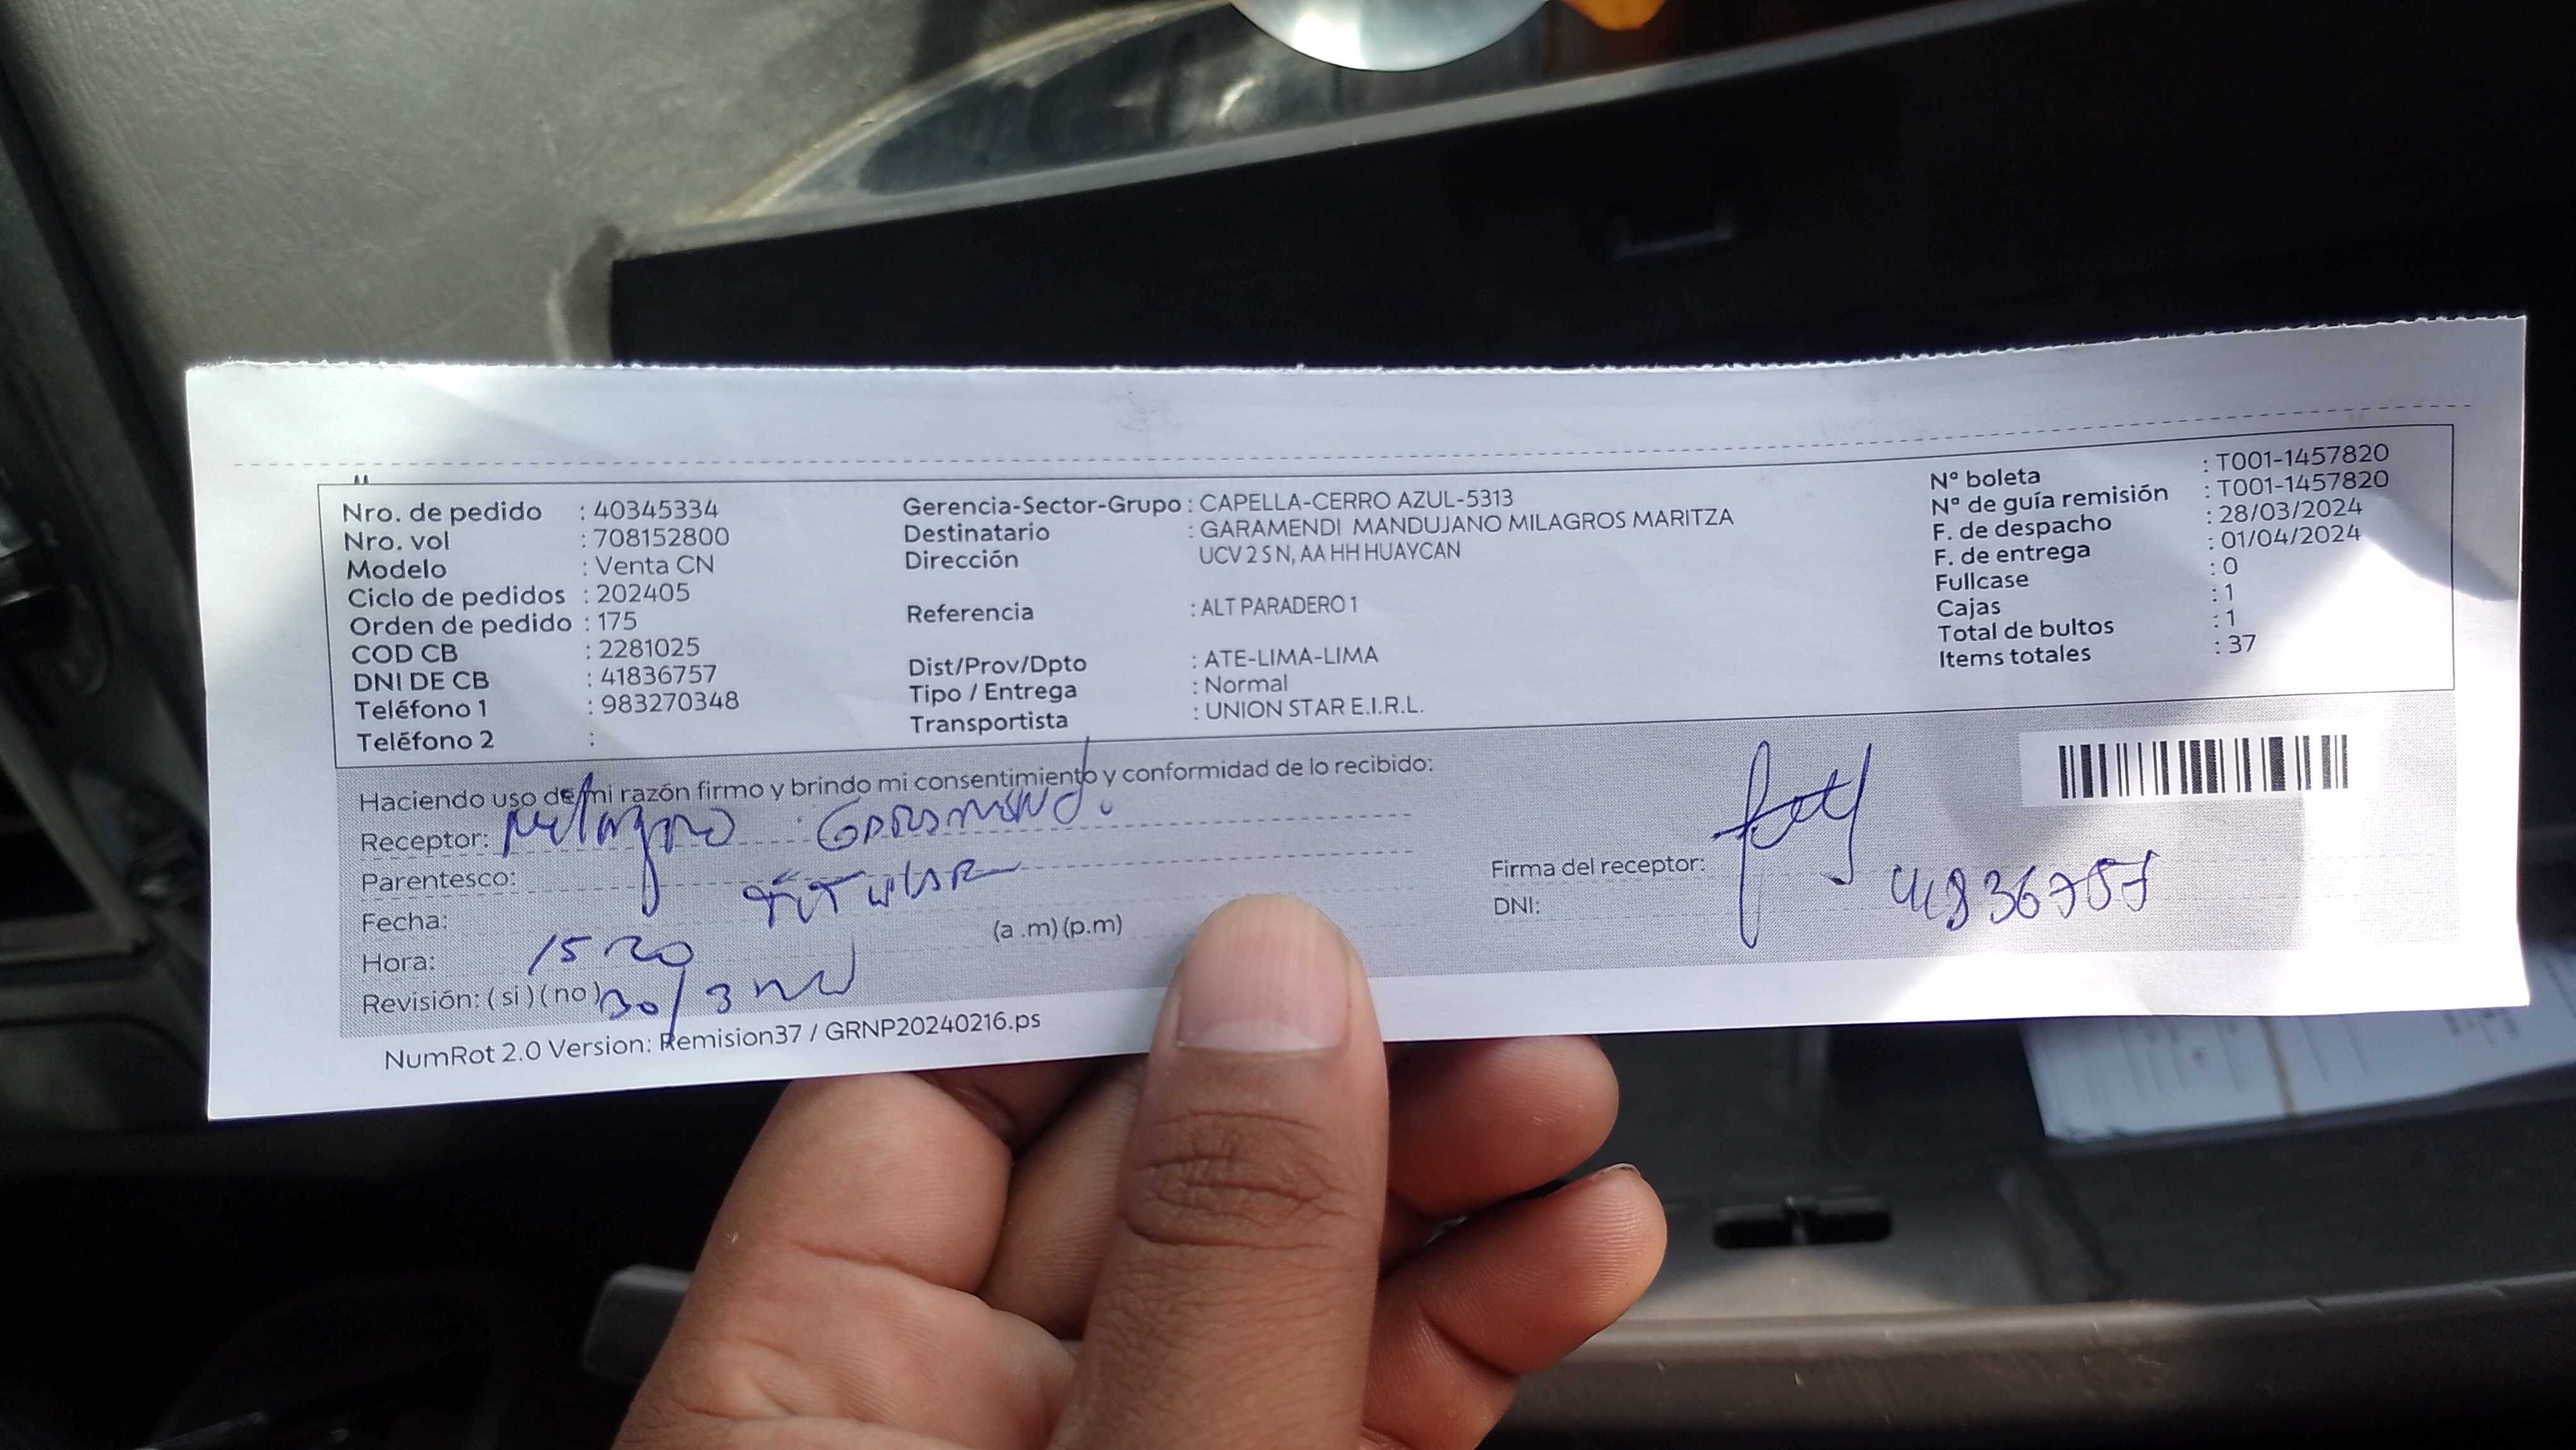 Nro. de pedido : 40345334
Nro. vol : 708152800
Modelo : Venta CN
Ciclo de pedidos : 202405
Orden de pedido : 175
COD CB : 2281025
DNI DE CB : 41836757
Teléfono 1 : 983270348
Teléfono 2 :
Gerencia-Sector-Grupo : CAPELLA-CERRO AZUL-5313
Destinatario : GARAMENDI MANDUJANO MILAGROS MARITZA
Dirección UCV 2 S N, AA HH HUAYCAN
Referencia : ALT PARADERO 1
Dist/Prov/Dpto : ATE-LIMA-LIMA
Tipo / Entrega : Normal
Transportista : UNION STAR E.I.R.L.
Nº boleta : T001-1457820
Nº de guía remisión : T001-1457820
F. de despacho : 28/03/2024
F. de entrega : 01/04/2024
Fullcase : 0
Cajas : 1
Total de bultos : 1
Items totales : 37
Haciendo uso de mi razón firmo y brindo mi consentimiento y conformidad de lo recibido:
Receptor: Milagro Garamendi
Parentesco: TITULAR
Fecha:
Hora: 15 20 (a .m) (p.m)
Revisión: ( si ) ( no ) 30/3
Firma del receptor:
DNI: 41836757
NumRot 2.0 Version: Remision37 / GRNP20240216.ps